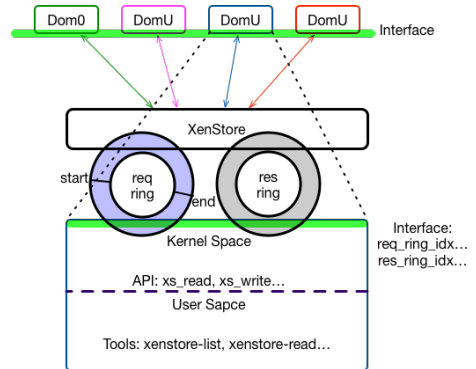 Dom0 DomU DomU DomU
Interface
XenStore
start
req
ring
end
res
ring
Kernel Space
Interface:
req_ring_idx…
res_ring_idx…
API: xs_read, xs_write…
User Sapce
Tools: xenstore-list, xenstore-read…